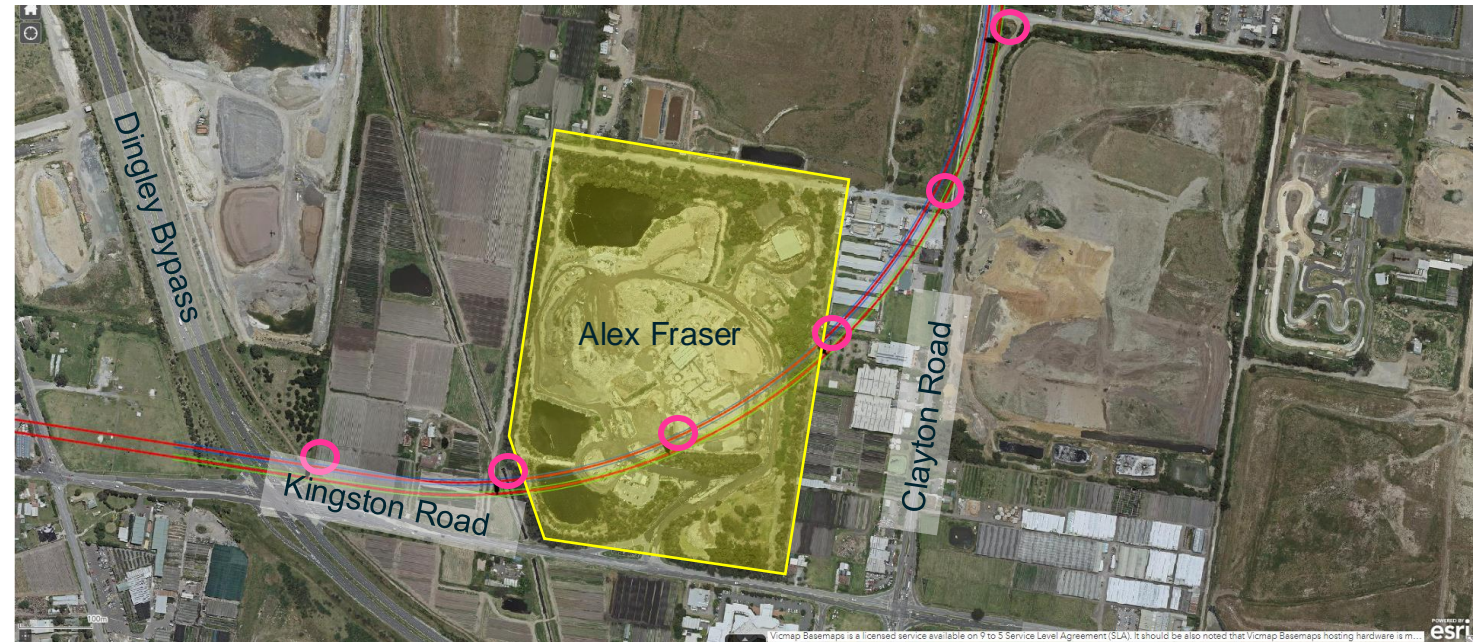 Dingley Bypass
Alex Fraser
Clayton Road
Kingston Road
100m
Vicmap Basemaps is a licensed service available on 9 to 5 Service Level Agreement (SLA). It should be also noted that Vicmap Basemaps hosting hardware is m...
POWERED BY
esri